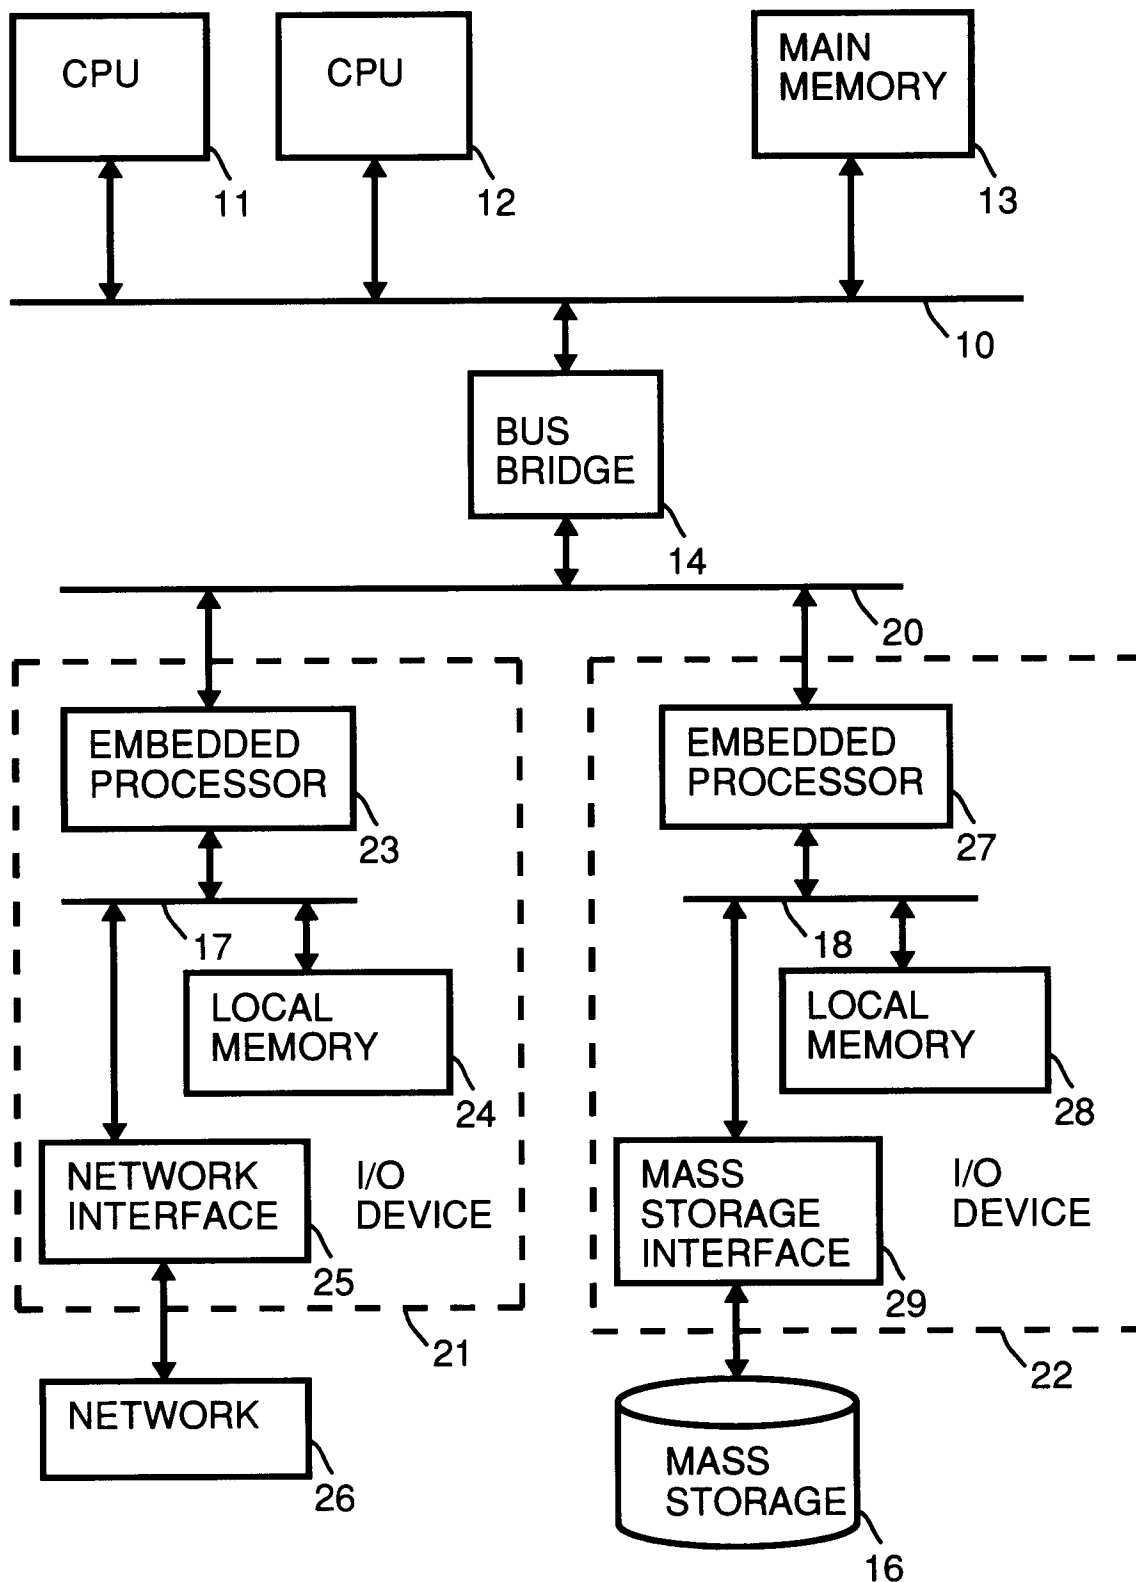 CPU
CPU
MAIN
MEMORY
11
12
13
10
BUS
BRIDGE
14
20
EMBEDDED
PROCESSOR
23
EMBEDDED
PROCESSOR
27
17
18
LOCAL
MEMORY
24
LOCAL
MEMORY
28
NETWORK
INTERFACE
25
I/O
DEVICE
MASS
STORAGE
INTERFACE
29
I/O
DEVICE
21
22
NETWORK
26
MASS
STORAGE
16